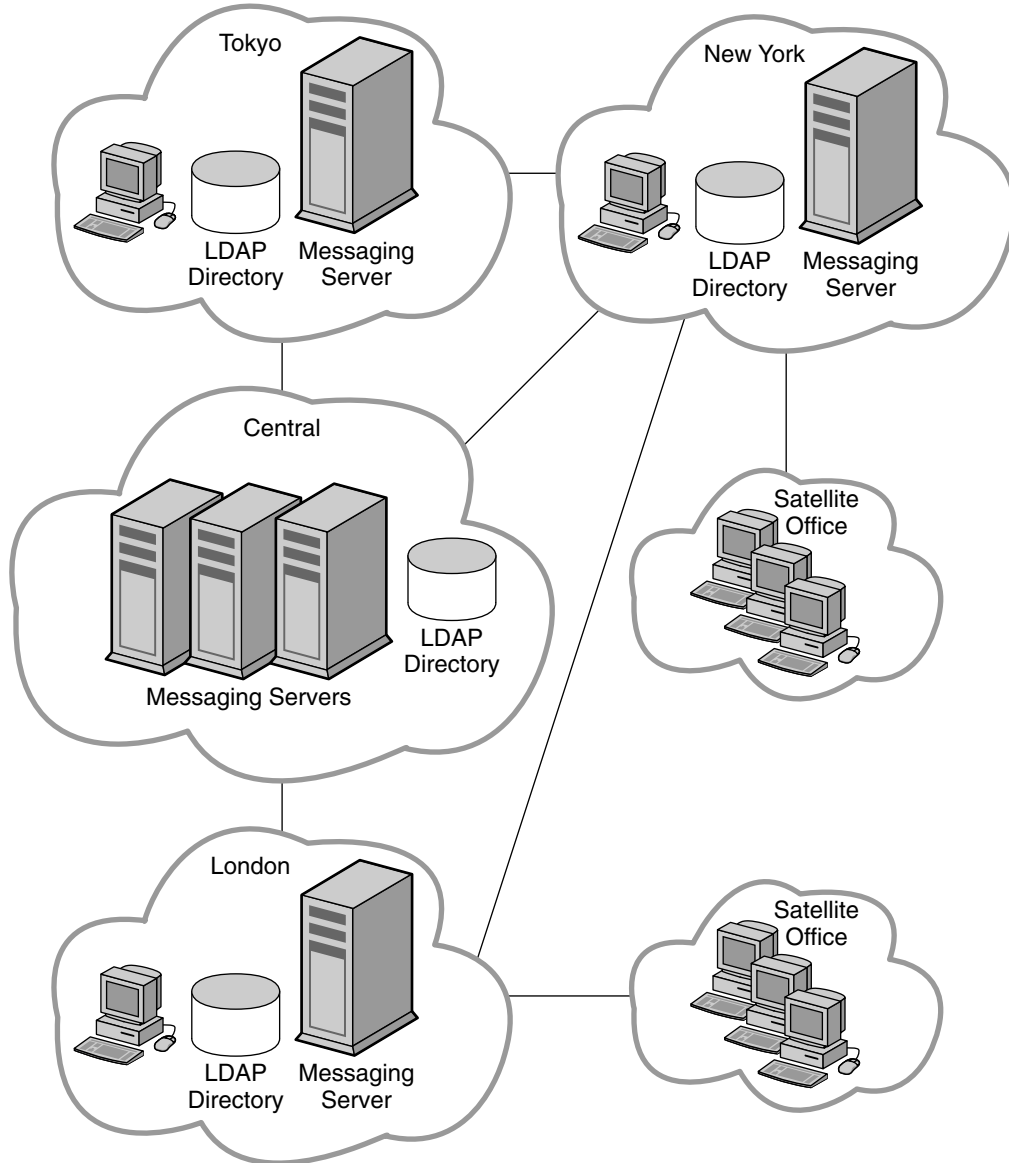 Tokyo
LDAP
Directory
Messaging
Server
New York
LDAP
Directory
Messaging
Server
Central
Messaging Servers
LDAP
Directory
Satellite
Office
London
LDAP
Directory
Messaging
Server
Satellite
Office